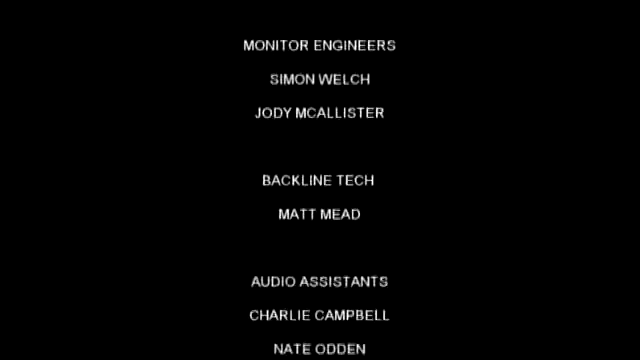 MONITOR ENGINEERS
SIMON WELCH
JODY MCALLISTER
BACKLINE TECH
MATT MEAD
AUDIO ASSISTANTS
CHARLIE CAMPBELL
NATE ODDEN